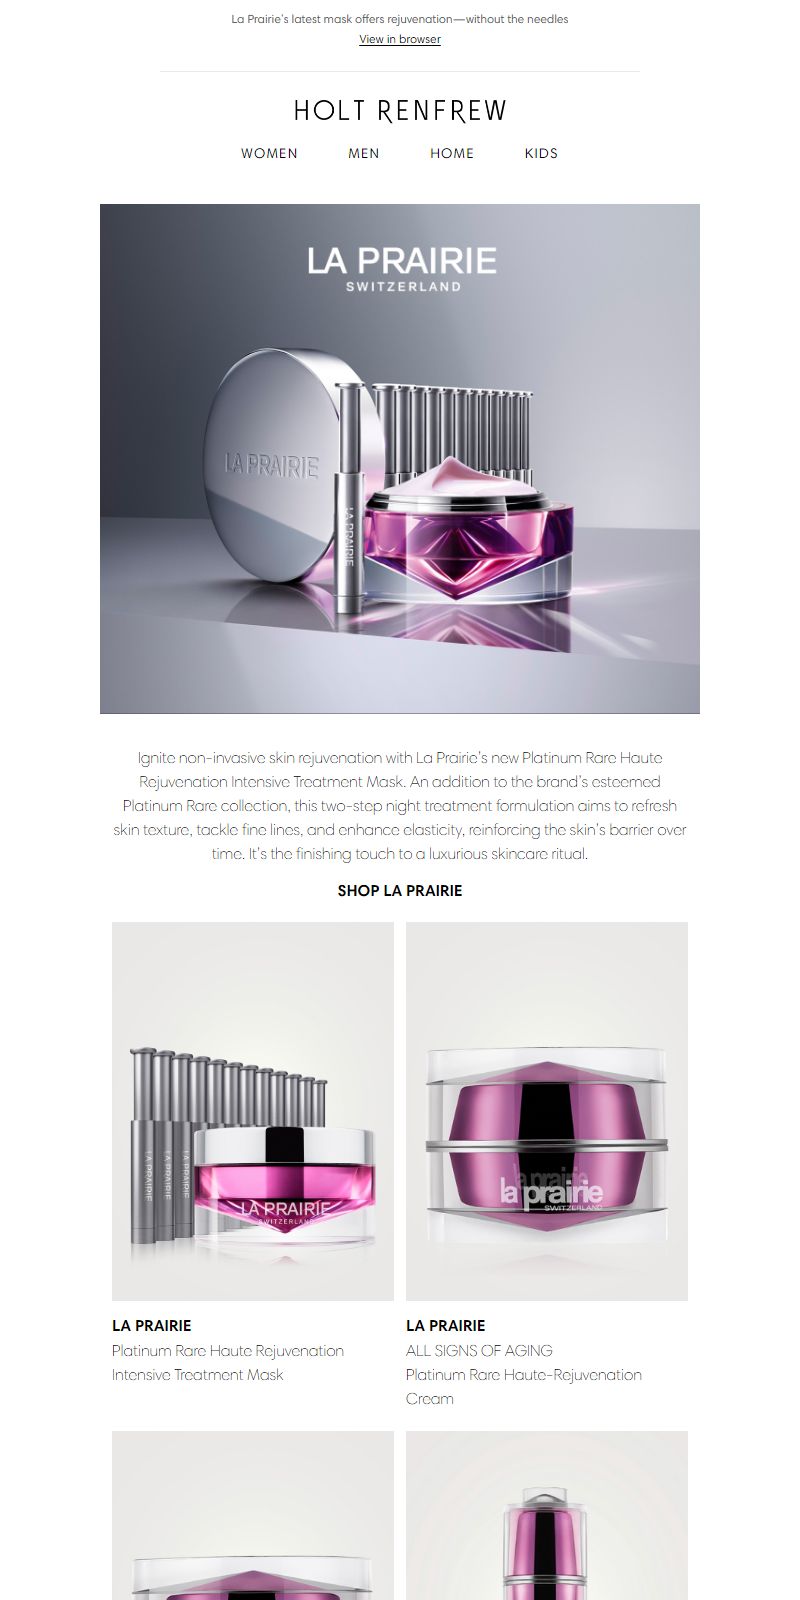 La Prairie's latest mask offers rejuvenation—without the needles
View in browser
HOLT RENFREW
WOMEN MEN HOME KIDS
LA PRAIRIE
SWITZERLAND
LA PRAIRIE
LA PRAIRIE
Ignite non-invasive skin rejuvenation with La Prairie's new Platinum Rare Haute
Rejuvenation Intensive Treatment Mask. An addition to the brand's esteemed
Platinum Rare collection, this two-step night treatment formulation aims to refresh
skin texture, tackle fine lines, and enhance elasticity, reinforcing the skin's barrier over
time. It's the finishing touch to a luxurious skincare ritual.
SHOP LA PRAIRIE
LA PRAIRIE
LA PRAIRIE
LA PRAIRIE
LA PRAIRIE
SWITZERLAND
la prairie
SWITZERLAND
LA PRAIRIE
Platinum Rare Haute Rejuvenation
Intensive Treatment Mask
LA PRAIRIE
ALL SIGNS OF AGING
Platinum Rare Haute-Rejuvenation
Cream